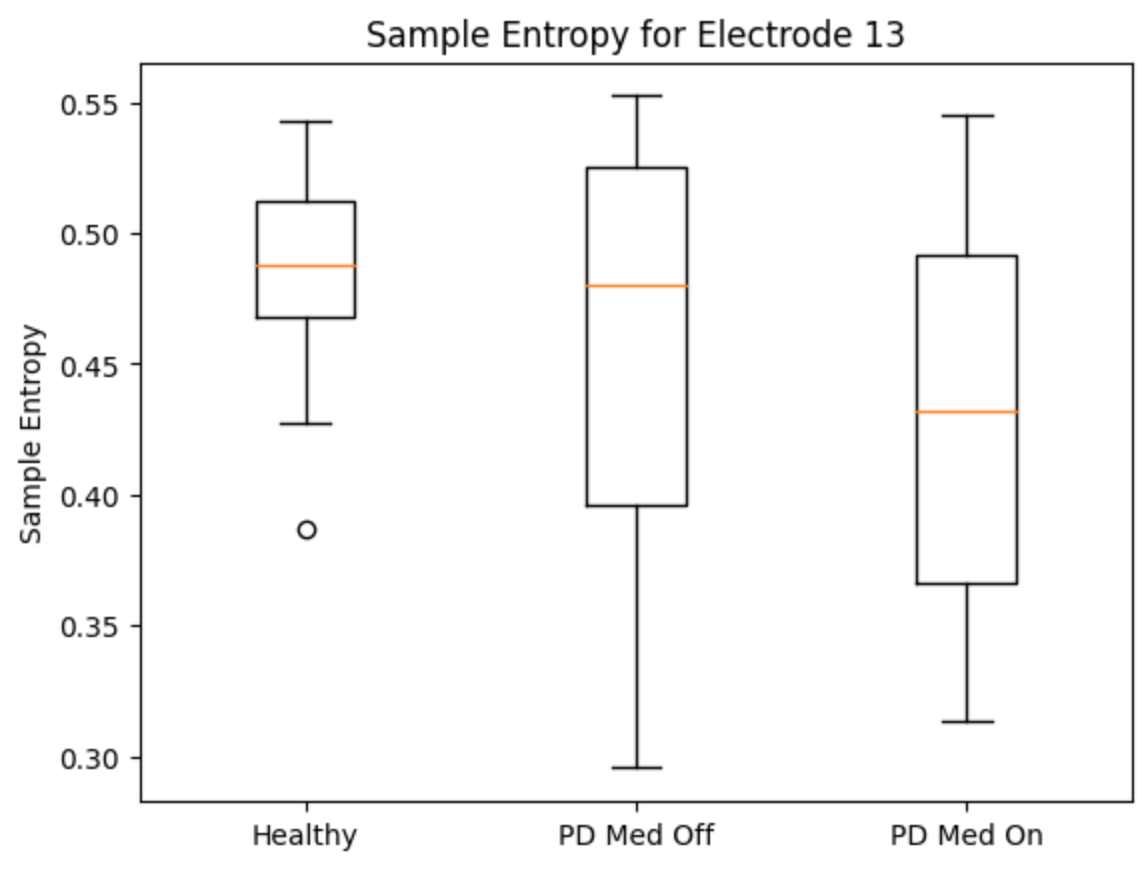 Sample Entropy for Electrode 13
Sample Entropy
0.55
0.50
0.45
0.40
0.35
0.30
Healthy
PD Med Off
PD Med On